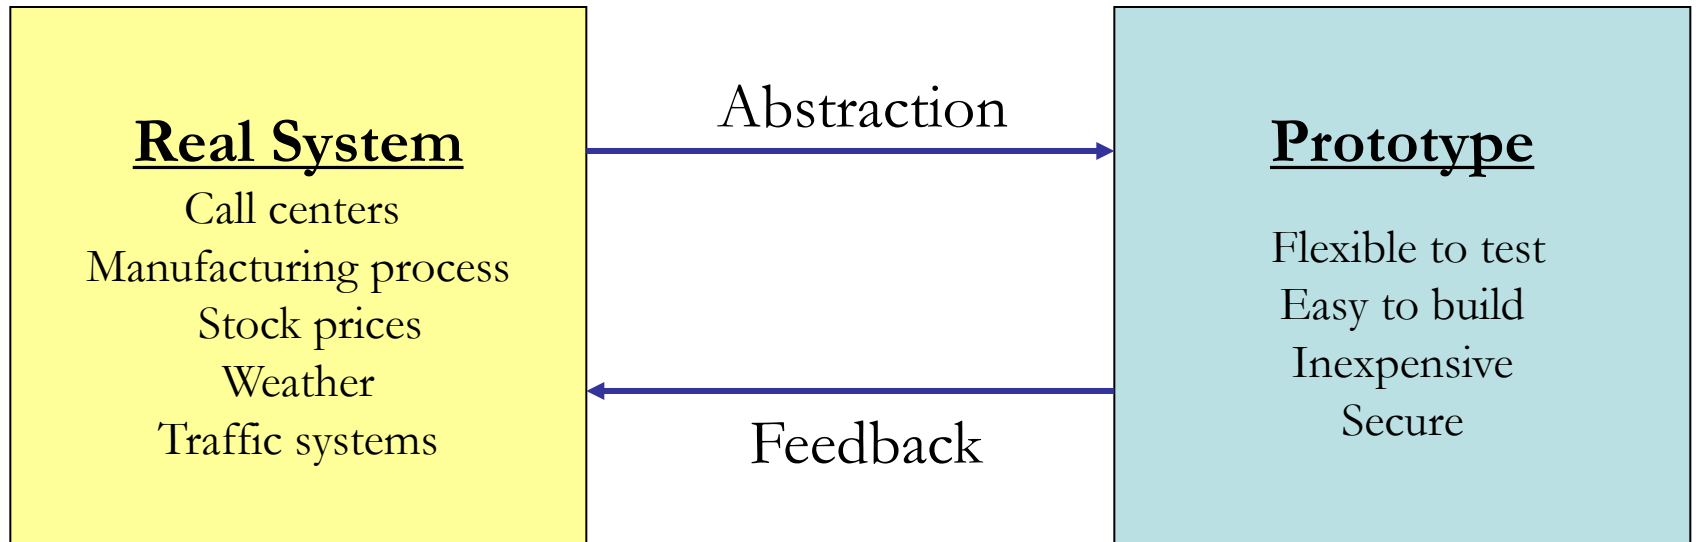 Real System
Call centers
Manufacturing process
Stock prices
Weather
Traffic systems
Abstraction
Feedback
Prototype
Flexible to test
Easy to build
Inexpensive
Secure